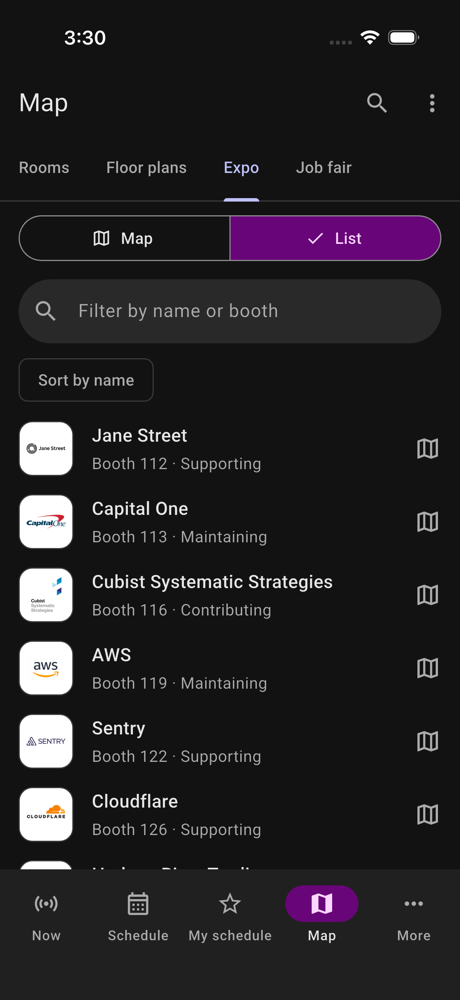 3:30
Map
Rooms
Floor plans
Expo
Job fair
Map
List
Filter by name or booth
Sort by name
Jane Street
Jane Street
Booth 112 · Supporting
Capital One
Capital One
Booth 113 · Maintaining
Cubist Systematic Strategies
Cubist
Systematic
Strategies
Booth 116 · Contributing
AWS
aws
Booth 119 · Maintaining
Sentry
SENTRY
Booth 122 · Supporting
Cloudflare
CLOUDFLARE
Booth 126 · Supporting
Now
Schedule
My schedule
Map
More